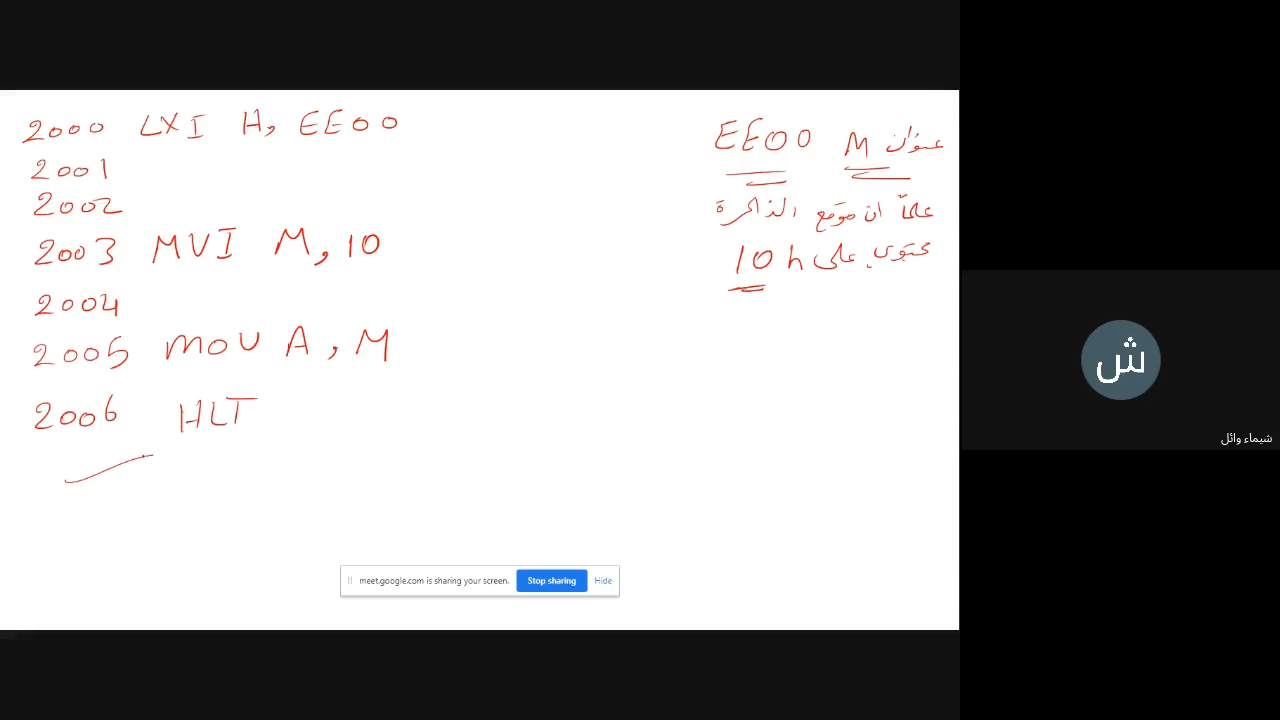 2000 LXI H, EE00
2001
2002
2003 MVI M, 10
2004
2005 MOV A, M
2006 HLT
عنوان M EE00
علماً ان موقع الذاكرة
يحتوي على 10h
meet.google.com is sharing your screen. Stop sharing Hide
ش
شيماء وائل